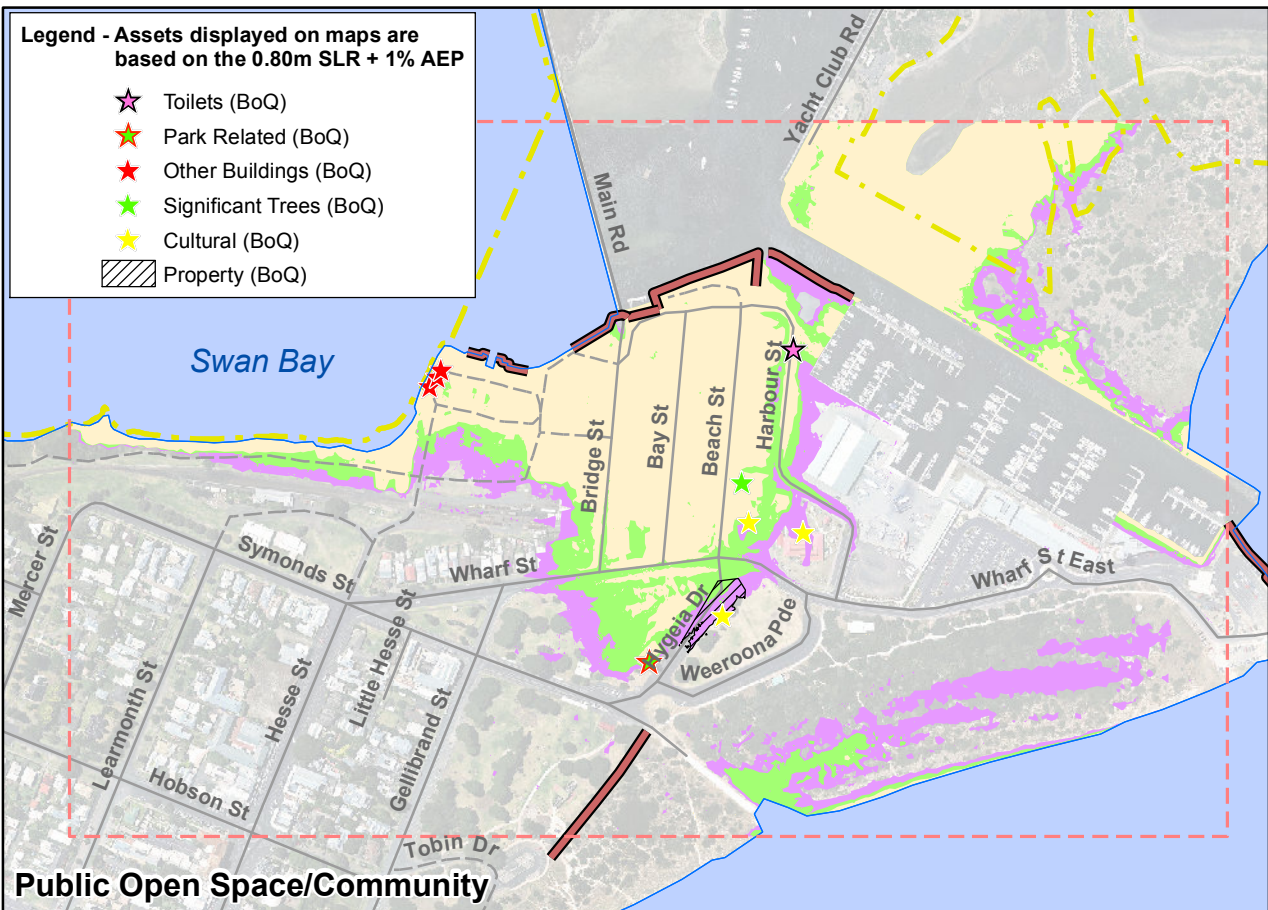 Legend - Assets displayed on maps are
based on the 0.80m SLR + 1% AEP
Toilets (BoQ)
Park Related (BoQ)
Other Buildings (BoQ)
Significant Trees (BoQ)
Cultural (BoQ)
Property (BoQ)
Yacht Club Rd
Main Rd
Swan Bay
Harbour St
Beach St
Bay St
Bridge St
Mercer St
Symonds St
Wharf St
Wharf St East
Hygeia Dr
Weeroona Pde
Little Hesse St
Hesse St
Learmonth St
Gellibrand St
Hobson St
Tobin Dr
Public Open Space/Community